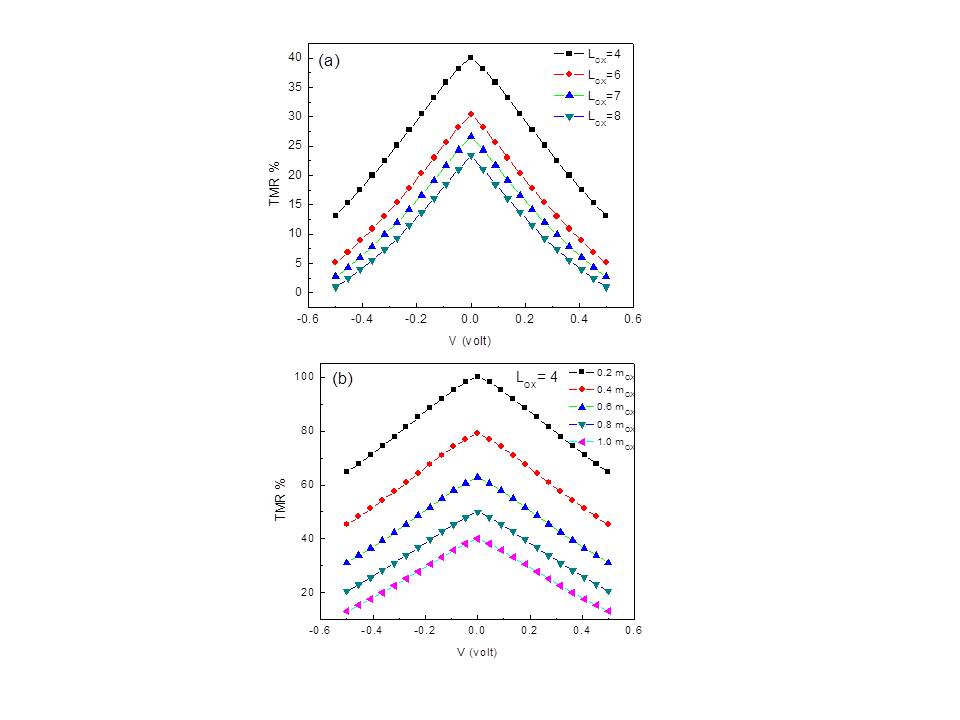 (a)
L_ox=4
L_ox=6
L_ox=7
L_ox=8
40
35
30
25
20
15
10
5
0
TMR %
-0.6 -0.4 -0.2 0.0 0.2 0.4 0.6
V (volt)
(b)
L_ox= 4
0.2 m_ox
0.4 m_ox
0.6 m_ox
0.8 m_ox
1.0 m_ox
100
80
60
40
20
TMR %
-0.6 -0.4 -0.2 0.0 0.2 0.4 0.6
V (volt)